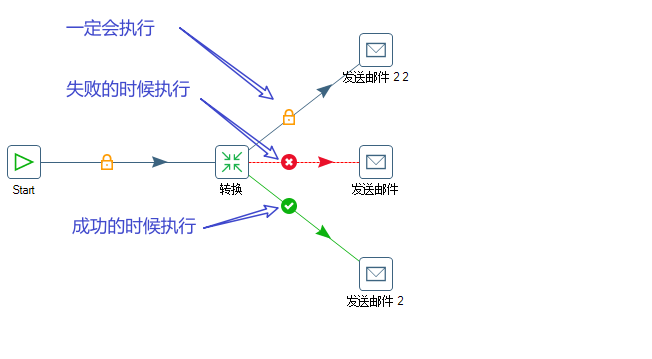 一定会执行
发送邮件 2 2
失败的时候执行
Start
转换
发送邮件
成功的时候执行
发送邮件 2